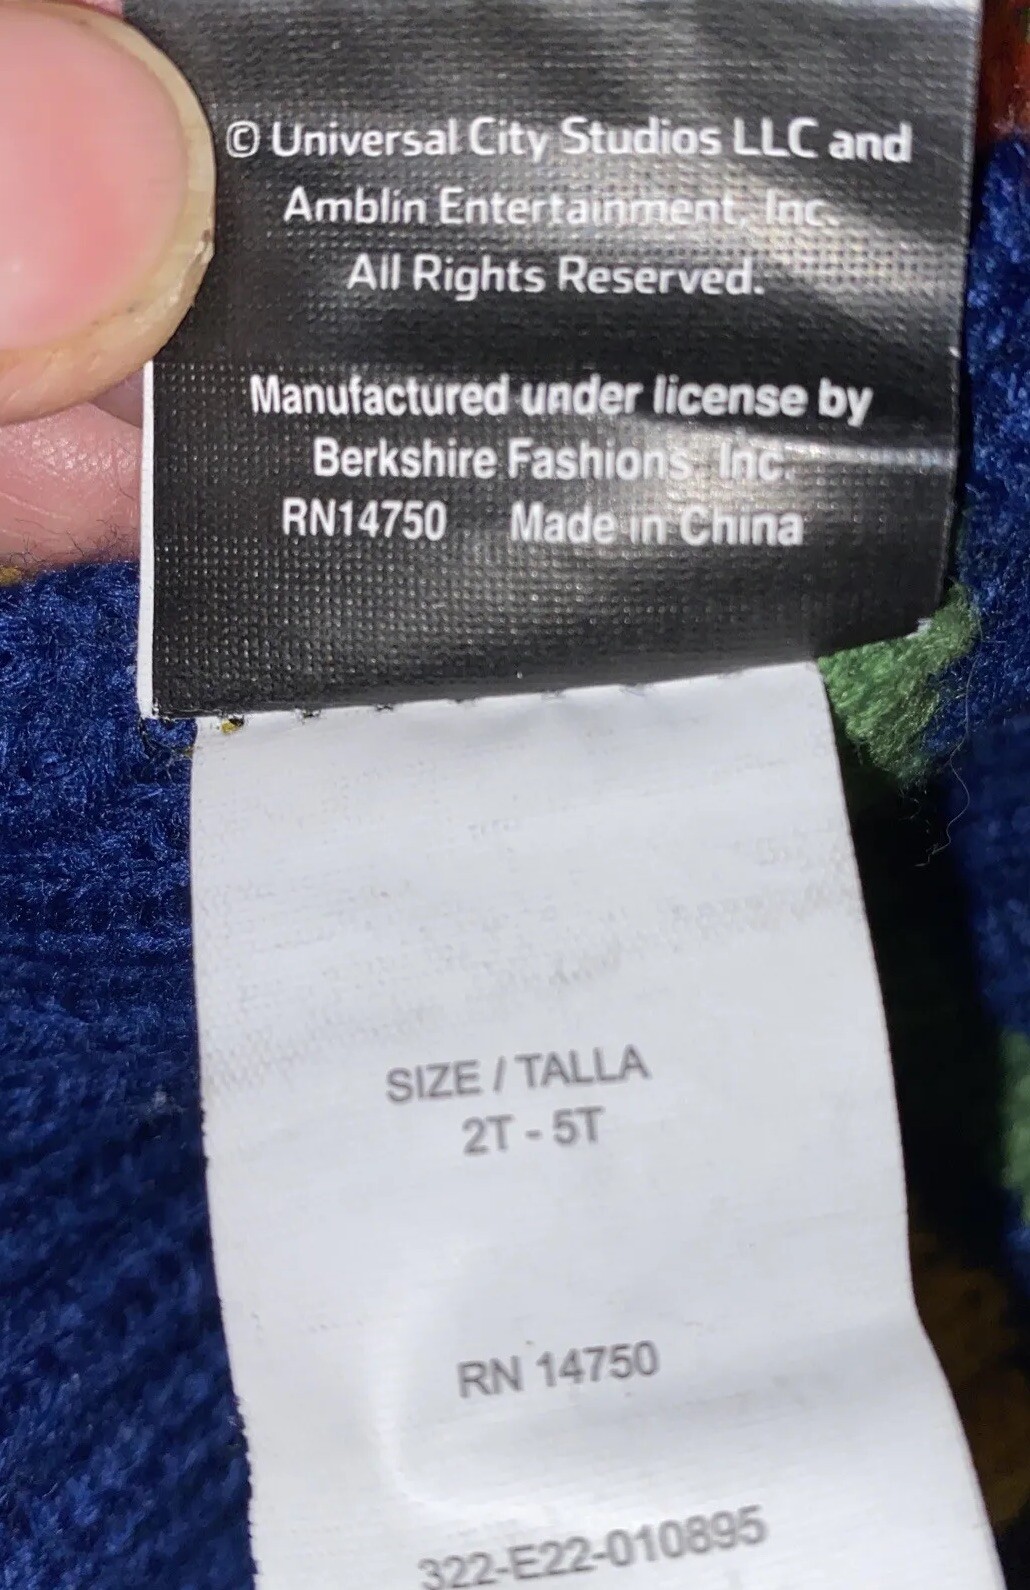 © Universal City Studios LLC and
Amblin Entertainment, Inc.
All Rights Reserved.
Manufactured under license by
Berkshire Fashions, Inc.
RN14750 Made in China
SIZE / TALLA
2T - 5T
RN 14750
322-E22-010895